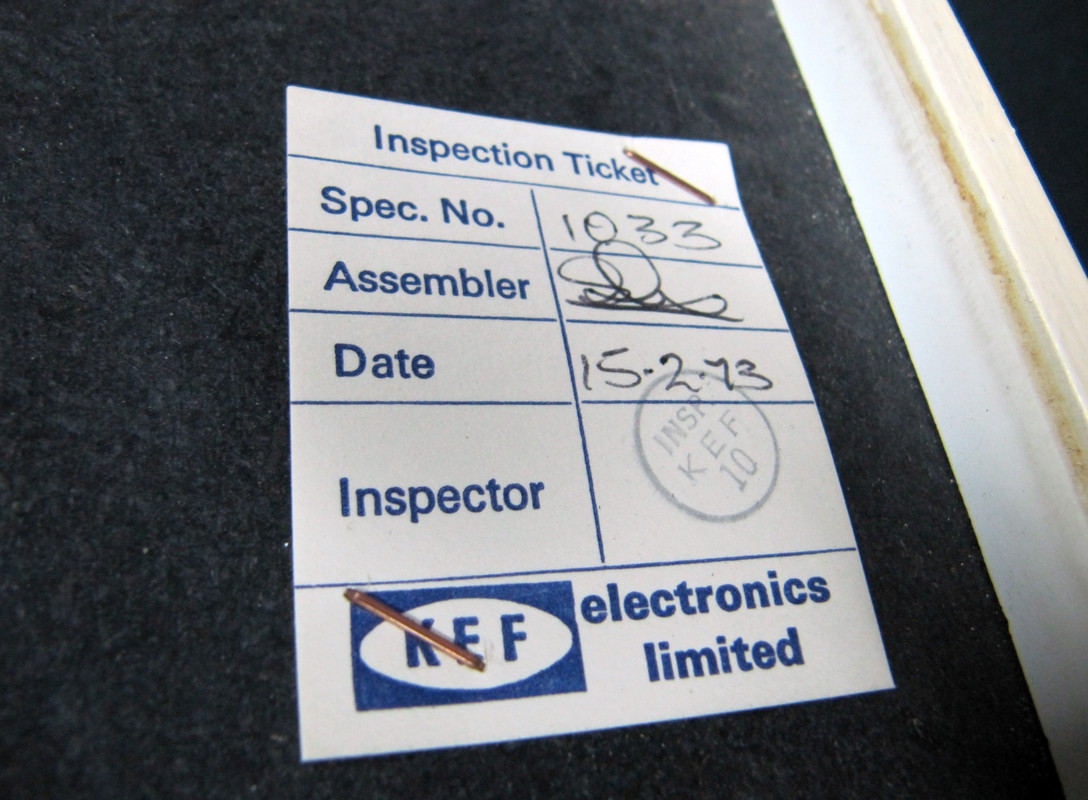 Inspection Ticket
Spec. No. 1033
Assembler
Date 15.2.73
Inspector
INSP
KEF
10
KEF electronics
limited